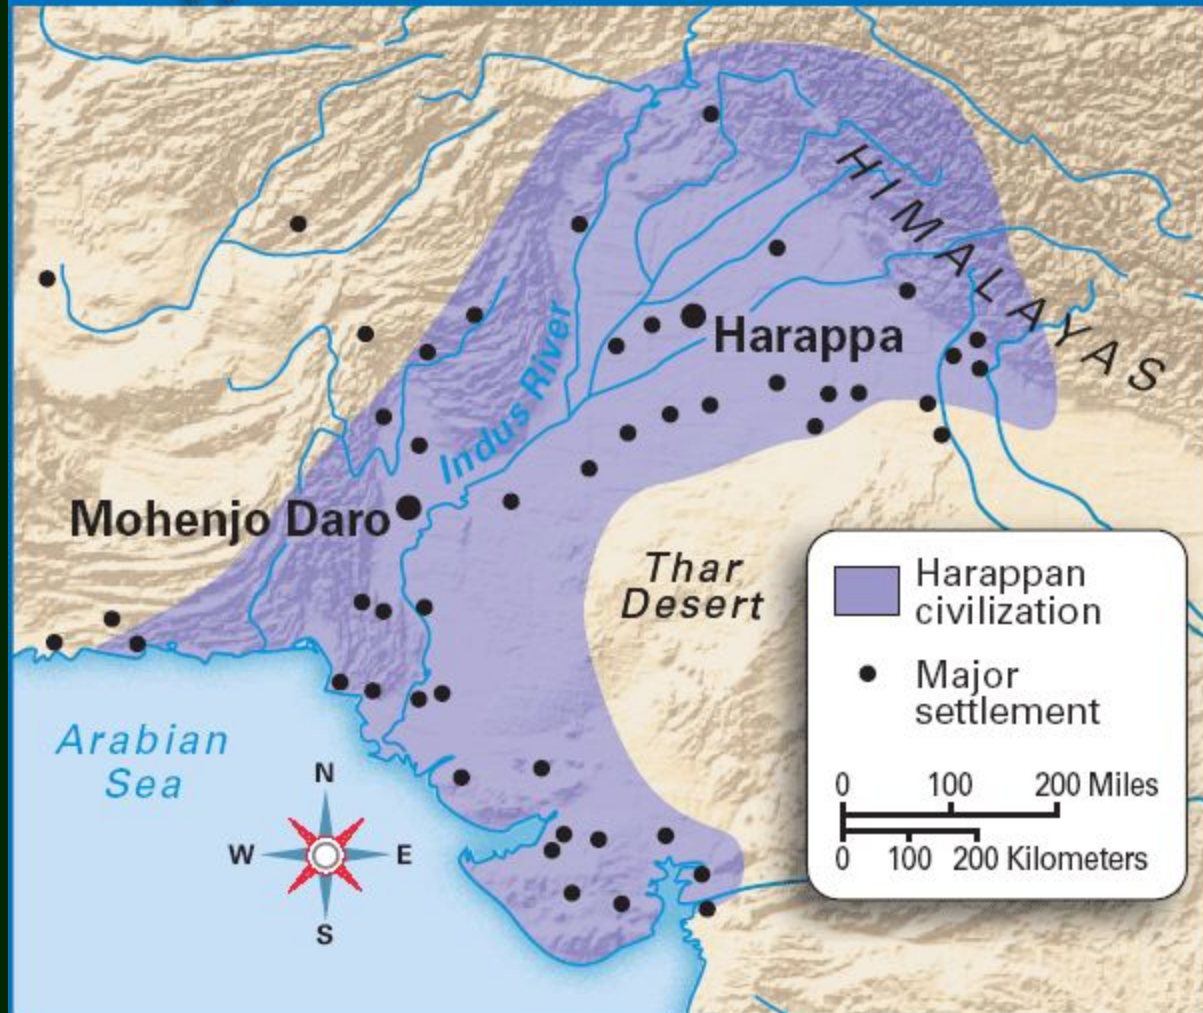 HIMALAYAS
Harappa
Indus River
Mohenjo Daro
Thar
Desert
Arabian
Sea
N
W
E
S
Harappan
civilization
Major
settlement
0 100 200 Miles
0 100 200 Kilometers